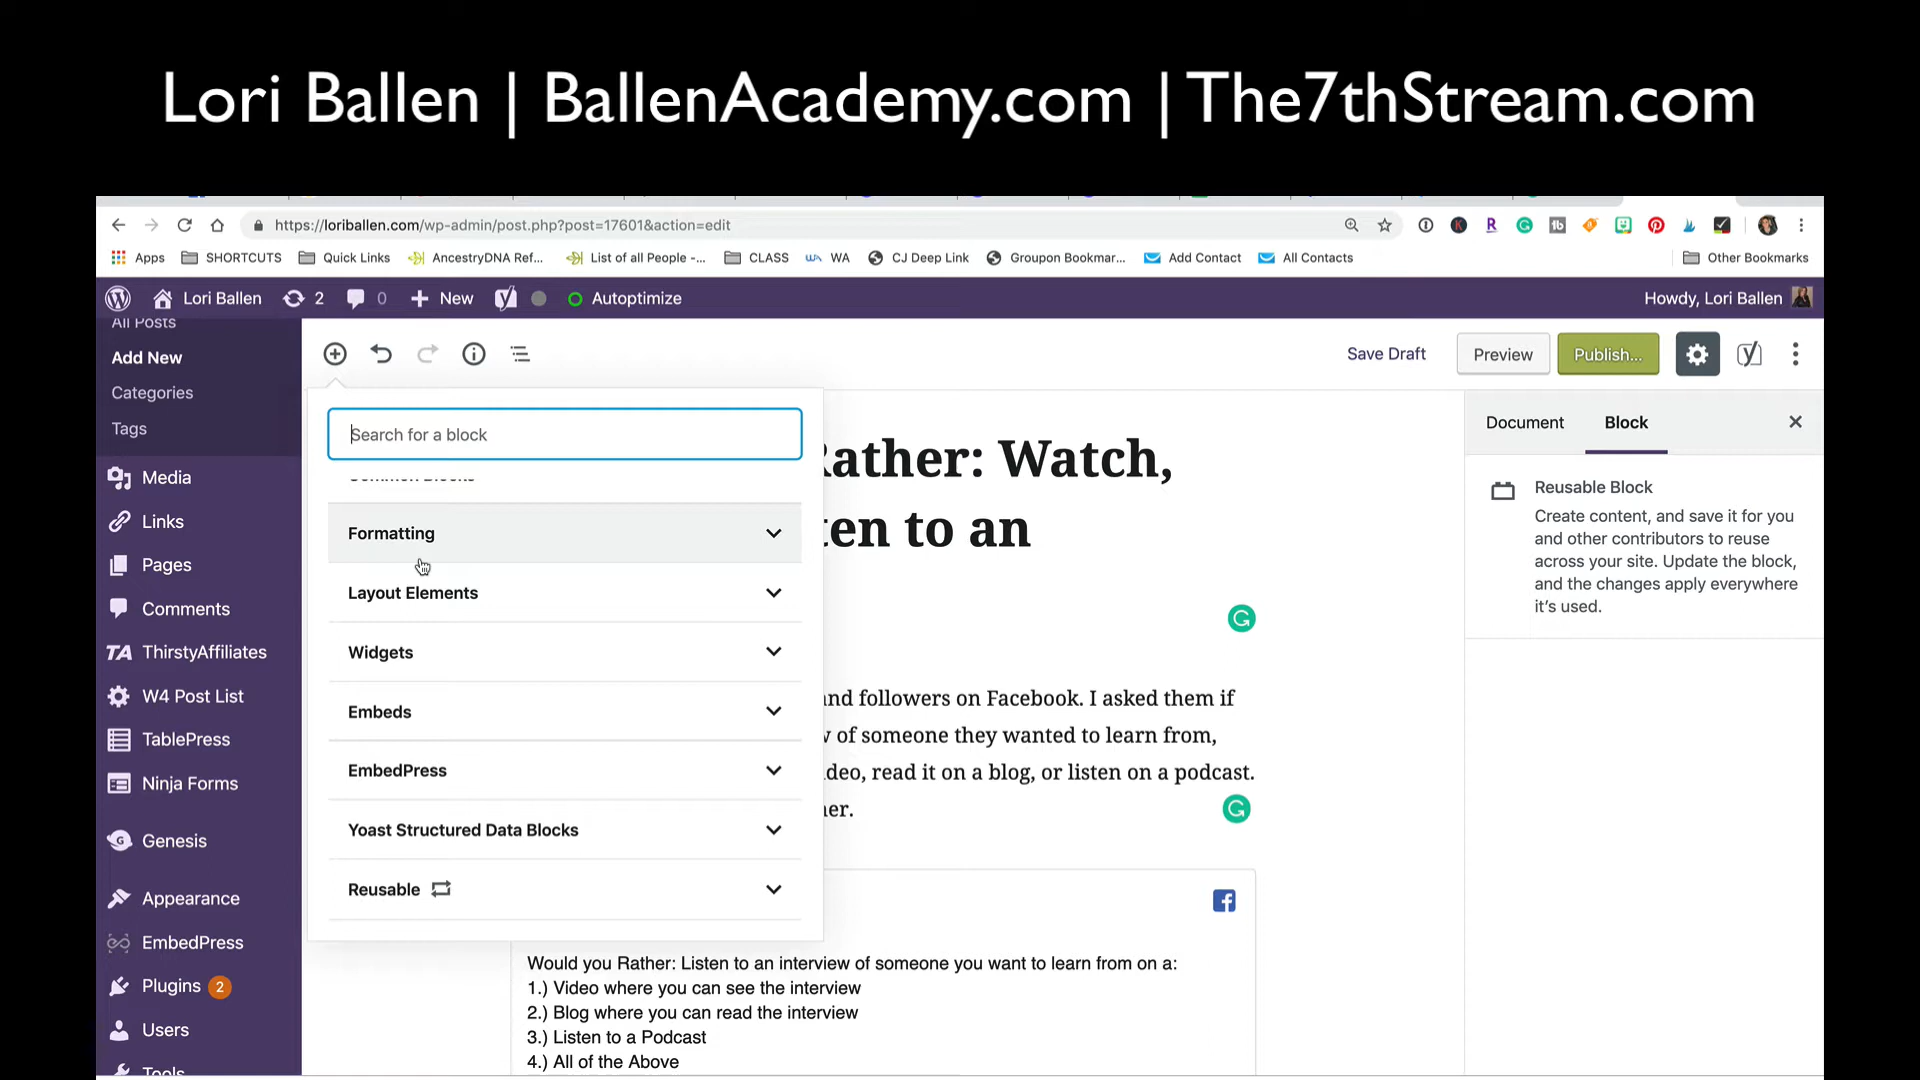 Lori Ballen | BallenAcademy.com | The7thStream.com
https://loriballen.com/wp-admin/post.php?post=17601&action=edit
Apps SHORTCUTS Quick Links AncestryDNA Ref... List of all People -... CLASS WA CJ Deep Link Groupon Bookmar... Add Contact All Contacts Other Bookmarks
Lori Ballen 2 0 New Autoptimize Howdy, Lori Ballen
All Posts
Add New
Categories
Tags
Media
Links
Pages
Comments
ThirstyAffiliates
W4 Post List
TablePress
Ninja Forms
Genesis
Appearance
EmbedPress
Plugins 2
Users
Tools
Save Draft Preview Publish...
Search for a block
Common Blocks
Formatting
Layout Elements
Widgets
Embeds
EmbedPress
Yoast Structured Data Blocks
Reusable
Rather: Watch,
ten to an
and followers on Facebook. I asked them if
of someone they wanted to learn from,
deo, read it on a blog, or listen on a podcast.
er.
Would you Rather: Listen to an interview of someone you want to learn from on a:
1.) Video where you can see the interview
2.) Blog where you can read the interview
3.) Listen to a Podcast
4.) All of the Above
Document Block
Reusable Block
Create content, and save it for you
and other contributors to reuse
across your site. Update the block,
and the changes apply everywhere
it's used.